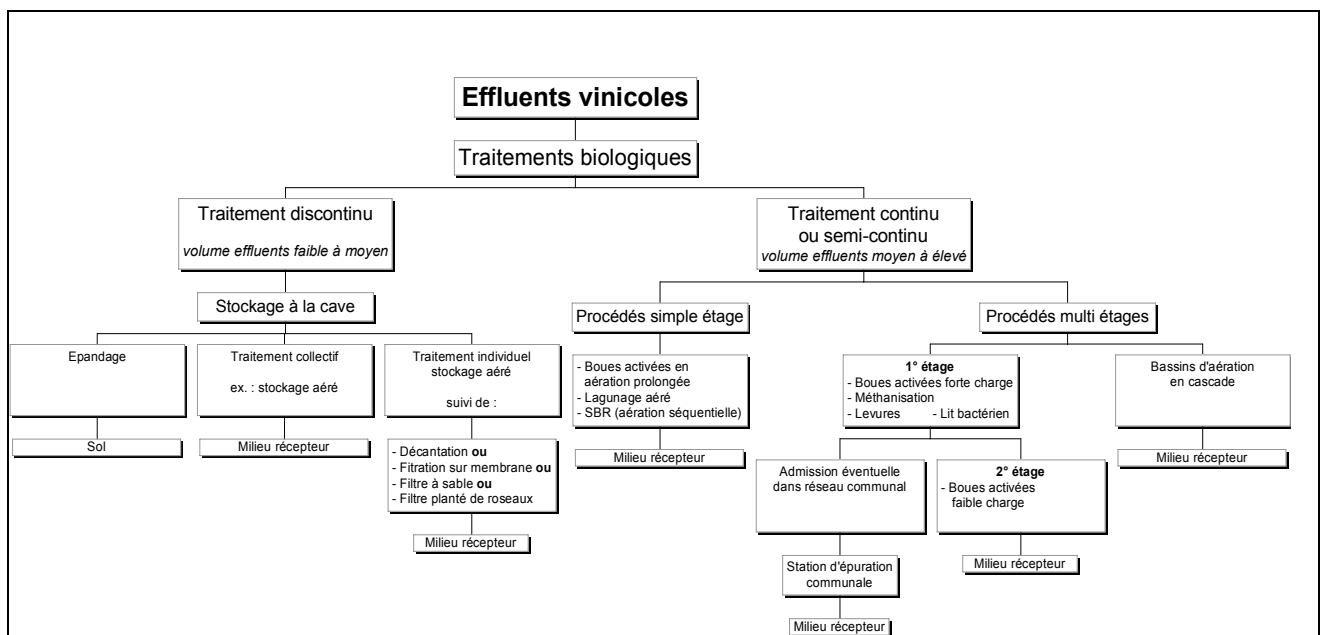 Effluents vinicoles
Traitements biologiques
Traitement discontinu
volume effluents faible à moyen
Traitement continu
ou semi-continu
volume effluents moyen à élevé
Stockage à la cave
Procédés simple étage
Procédés multi étages
Epandage
Traitement collectif
ex. : stockage aéré
Traitement individuel
stockage aéré
suivi de :
- Boues activées en
aération prolongée
- Lagunage aéré
- SBR (aération séquentielle)
1° étage
- Boues activées forte charge
- Méthanisation
- Levures - Lit bactérien
Bassins d'aération
en cascade
Sol
Milieu récepteur
- Décantation ou
- Fitration sur membrane ou
- Filtre à sable ou
- Filtre planté de roseaux
Milieu récepteur
Admission éventuelle
dans réseau communal
2° étage
- Boues activées
faible charge
Milieu récepteur
Milieu récepteur
Station d'épuration
communale
Milieu récepteur
Milieu récepteur